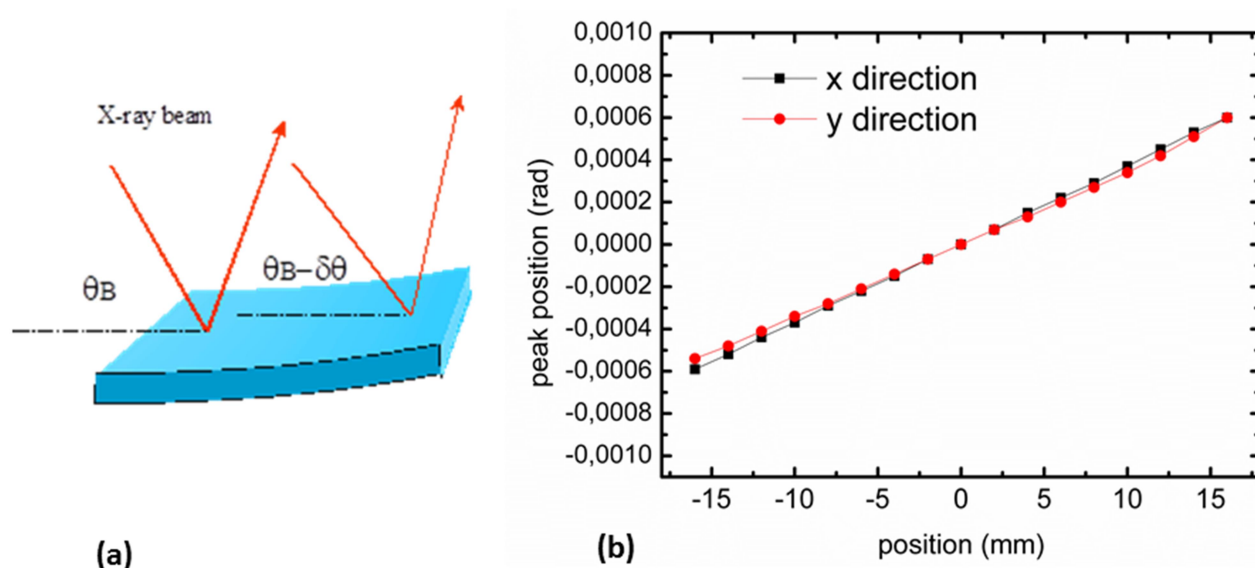 X-ray beam
θB
θB−δθ
(a)
0,0010
0,0008
0,0006
0,0004
0,0002
0,0000
-0,0002
-0,0004
-0,0006
-0,0008
-0,0010
peak position (rad)
x direction
y direction
-15 -10 -5 0 5 10 15
position (mm)
(b)